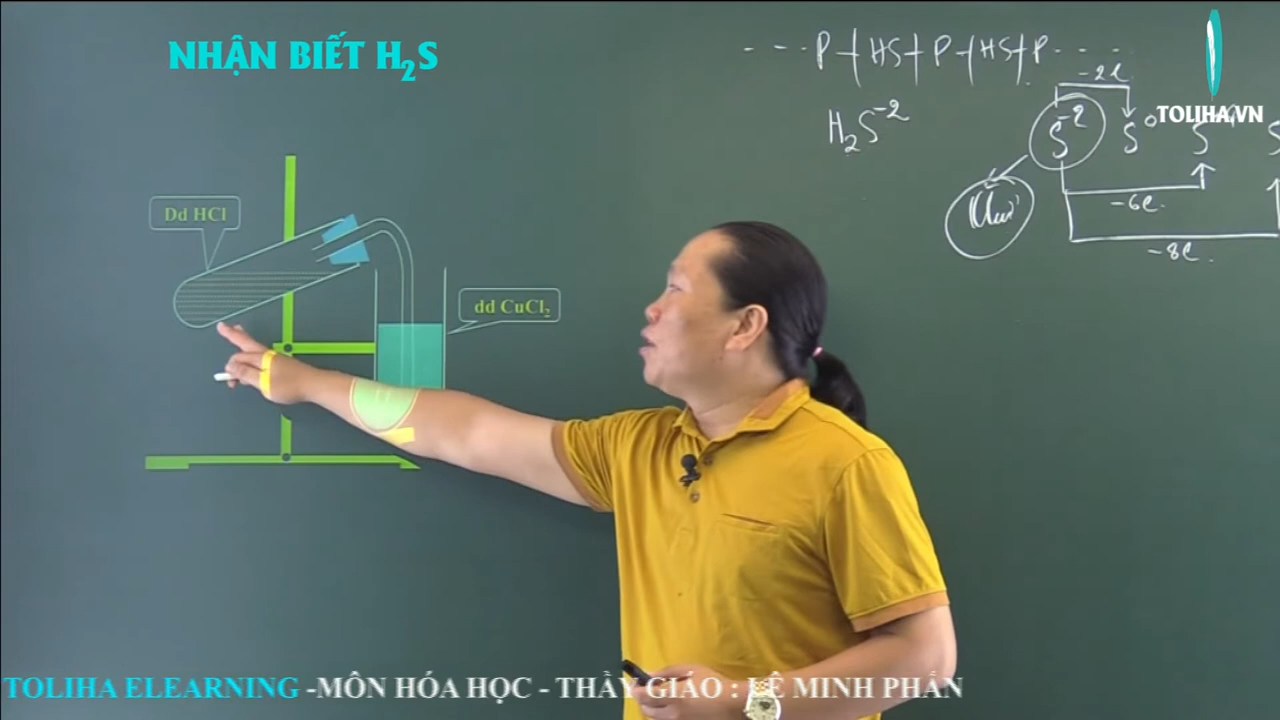 NHẬN BIẾT H₂S
- - - - P + HS + P + HS + P - - - -
-2e
TOLIHA.VN
H₂S⁻²
S⁻² S⁰
Dd HCl
-6e
-8e
dd CuCl₂
TOLIHA ELEARNING -MÔN HÓA HỌC - THẦY GIÁO : LÊ MINH PHẤN